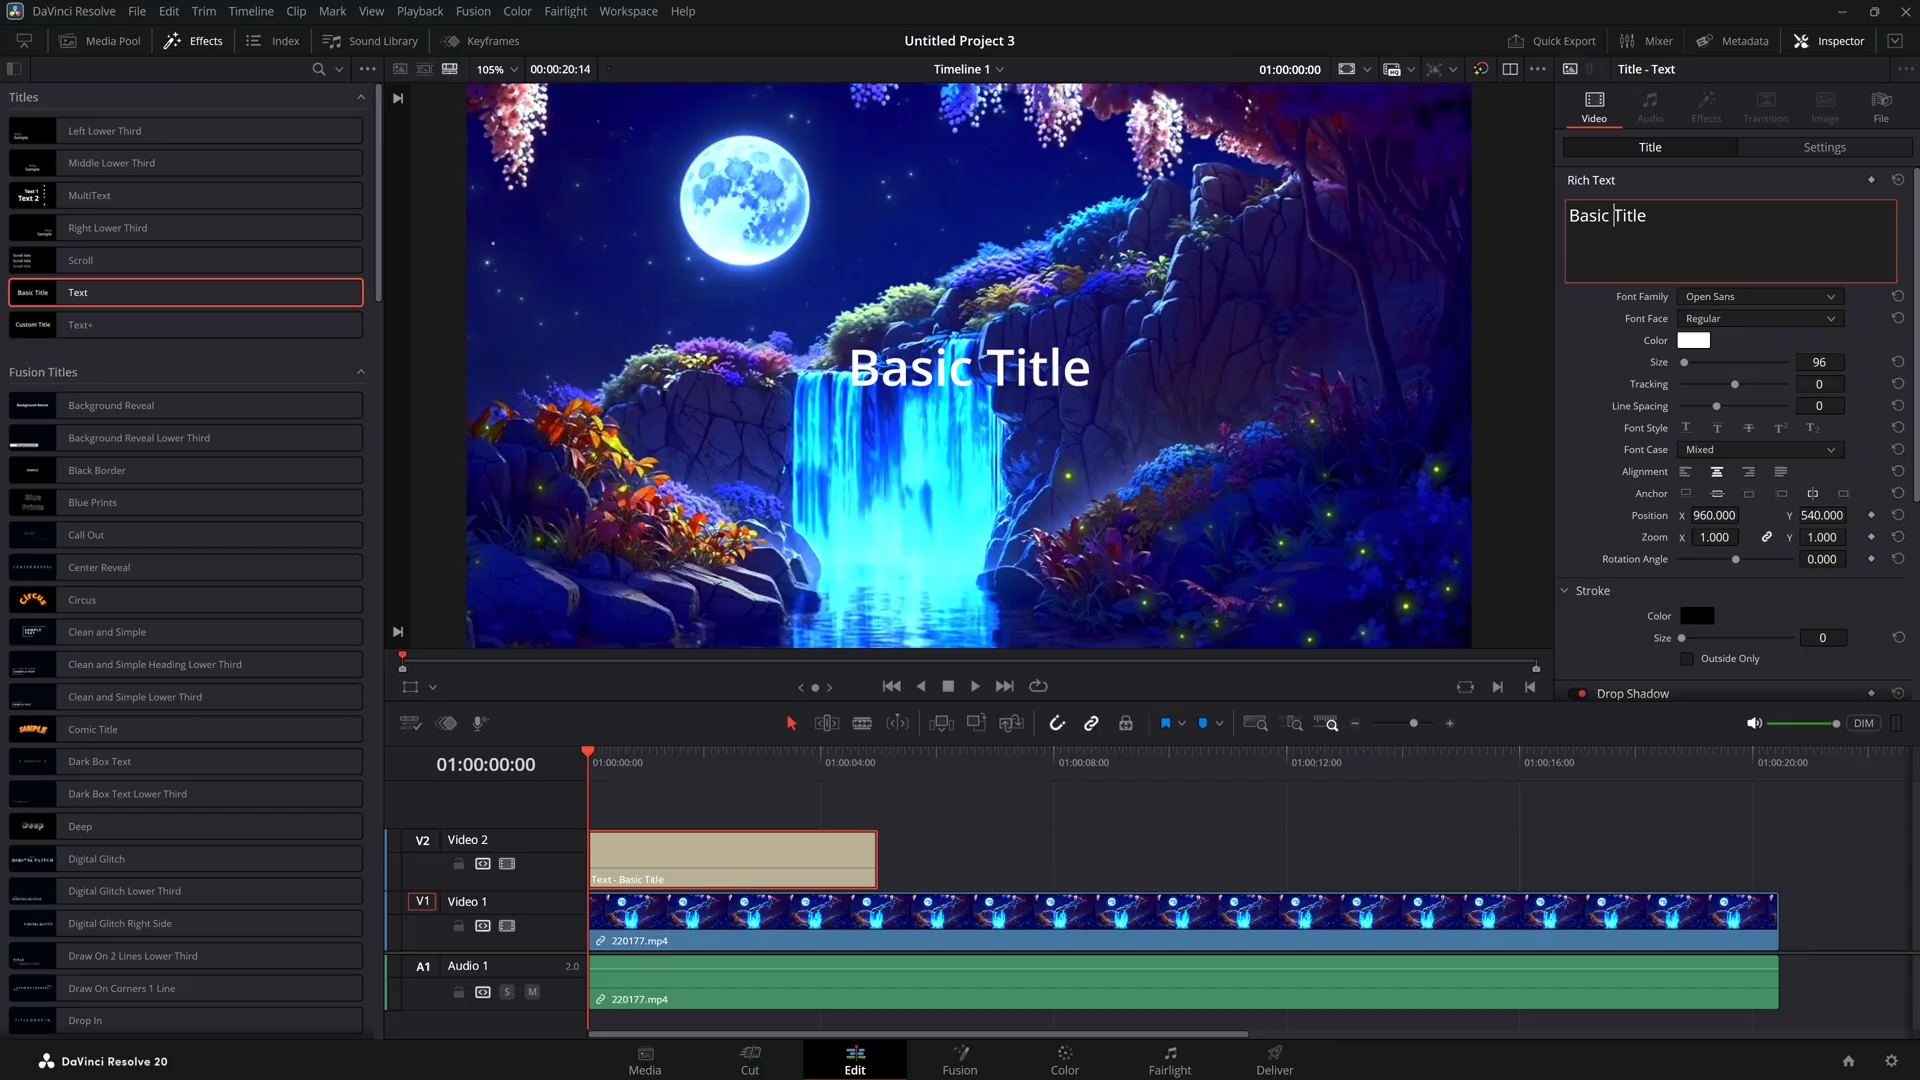 DaVinci Resolve File Edit Trim Timeline Clip Mark View Playback Fusion Color Fairlight Workspace Help
Media Pool Effects Index Sound Library Keyframes Untitled Project 3 Quick Export Mixer Metadata Inspector
105% 00:00:20:14 Timeline 1 01:00:00:00 Title - Text
Titles
Left Lower Third
Middle Lower Third
Text 1
Text 2
MultiText
Right Lower Third
Scroll
Basic Title Text
Custom Title Text+
Fusion Titles
Background Reveal
Background Reveal Lower Third
Black Border
Blue Prints Blue Prints
Call Out
CENTER REVEAL Center Reveal
Circus Circus
Clean and Simple
Clean and Simple Heading Lower Third
Clean and Simple Lower Third
SAMPLE Comic Title
Dark Box Text
Dark Box Text Lower Third
Deep Deep
DIGITAL GLITCH Digital Glitch
Digital Glitch Lower Third
Digital Glitch Right Side
Draw On 2 Lines Lower Third
Draw On Corners 1 Line
TITLE DROP IN Drop In
Basic Title
Video Audio Effects Transition Image File
Title Settings
Rich Text
Basic Title
Font Family Open Sans
Font Face Regular
Color
Size 96
Tracking 0
Line Spacing 0
Font Style T T T T2 T2
Font Case Mixed
Alignment
Anchor
Position X 960.000 Y 540.000
Zoom X 1.000 Y 1.000
Rotation Angle 0.000
Stroke
Color
Size 0
Outside Only
Drop Shadow
DIM
01:00:00:00 01:00:00:00 01:00:04:00 01:00:08:00 01:00:12:00 01:00:16:00 01:00:20:00
V2 Video 2
Text - Basic Title
V1 Video 1
220177.mp4
A1 Audio 1 2.0
S M
220177.mp4
DaVinci Resolve 20 Media Cut Edit Fusion Color Fairlight Deliver